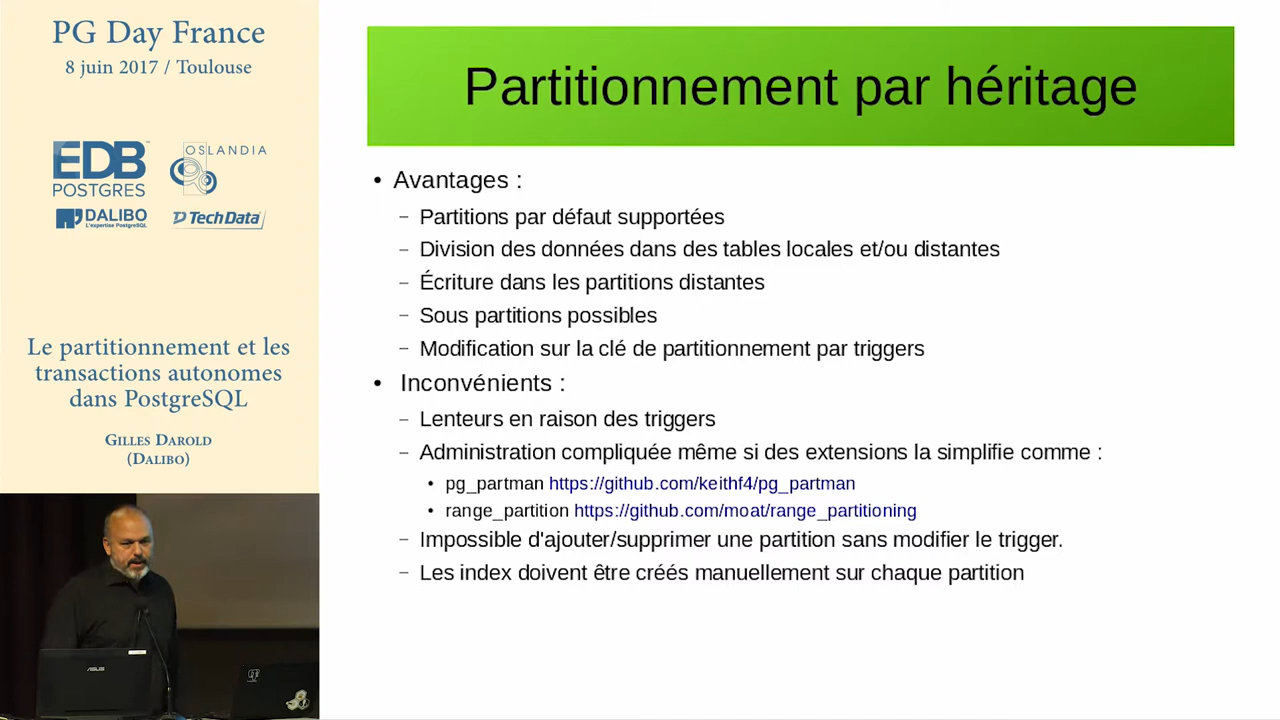 PG Day France
8 juin 2017 / Toulouse
EDB
POSTGRES
OSLANDIA
DALIBO
L'expertise PostgreSQL
TechData
Le partitionnement et les
transactions autonomes
dans PostgreSQL
GILLES DAROLD
(DALIBO)
ASUS
Partitionnement par héritage
• Avantages :
– Partitions par défaut supportées
– Division des données dans des tables locales et/ou distantes
– Écriture dans les partitions distantes
– Sous partitions possibles
– Modification sur la clé de partitionnement par triggers
• Inconvénients :
– Lenteurs en raison des triggers
– Administration compliquée même si des extensions la simplifie comme :
• pg_partman https://github.com/keithf4/pg_partman
• range_partition https://github.com/moat/range_partitioning
– Impossible d'ajouter/supprimer une partition sans modifier le trigger.
– Les index doivent être créés manuellement sur chaque partition